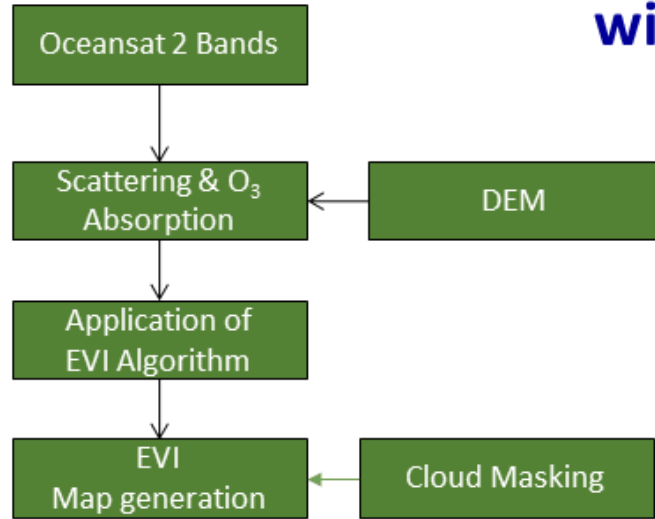 wi
Oceansat 2 Bands
Scattering & O₃
Absorption
DEM
Application of
EVI Algorithm
EVI
Map generation
Cloud Masking